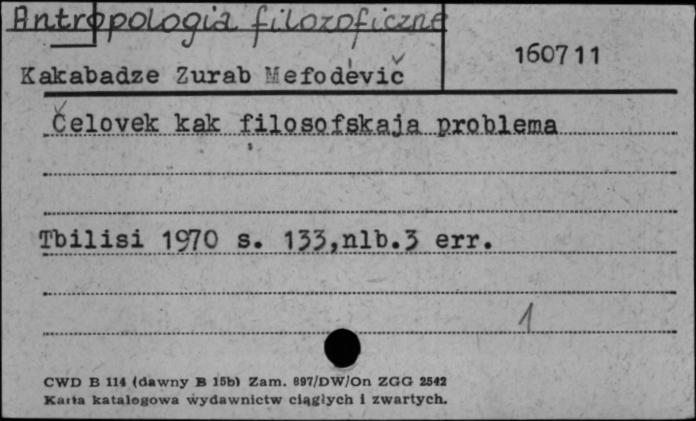 Antropologia filozoficzne
160711
Kakabadze Zurab Mefodevič
Čelovek kak filosofskaja problema
Tbilisi 1970 s. 133,nlb.3 err.
1
CWD B 114 (dawny B 15b) Zam. 897/DW/On ZGG 2542
Karta katalogowa wydawnictw ciągłych i zwartych.